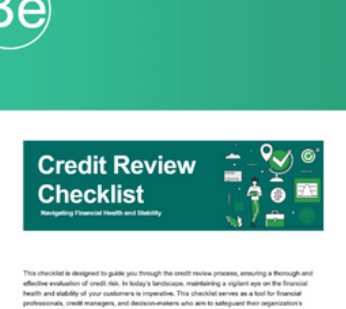 Be
Credit Review
Checklist
Navigating Financial Health and Stability
This checklist is designed to guide you through the credit review process, ensuring a thorough and
effective evaluation of credit risk. In today's landscape, maintaining a vigilant eye on the financial
health and stability of your customers is imperative. This checklist serves as a tool for financial
professionals, credit managers, and decision-makers who aim to safeguard their organization's